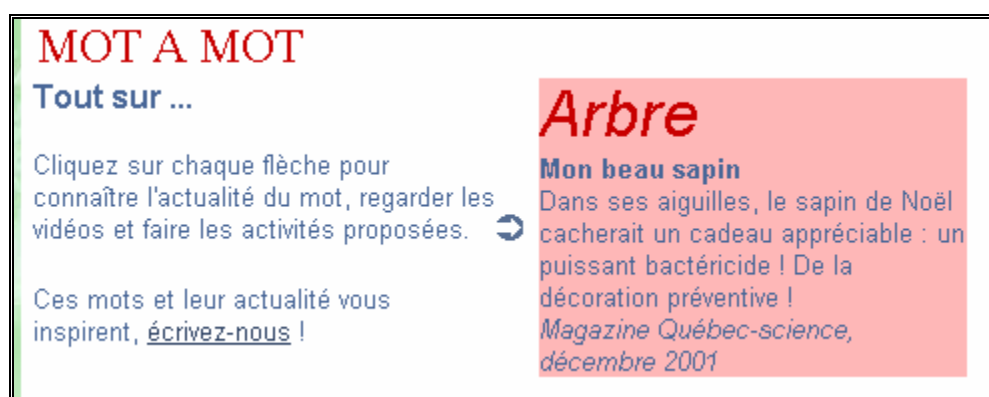 MOT A MOT
Tout sur ...
Cliquez sur chaque flèche pour
connaître l'actualité du mot, regarder les
vidéos et faire les activités proposées.
Ces mots et leur actualité vous
inspirent, écrivez-nous !
Arbre
Mon beau sapin
Dans ses aiguilles, le sapin de Noël
cacherait un cadeau appréciable : un
puissant bactéricide ! De la
décoration préventive !
Magazine Québec-science,
décembre 2001